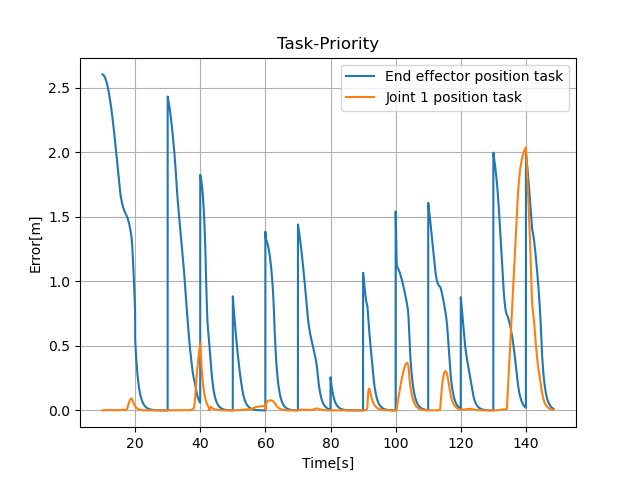 Task-Priority
End effector position task
Joint 1 position task
Error[m]
2.5
2.0
1.5
1.0
0.5
0.0
20 40 60 80 100 120 140
Time[s]